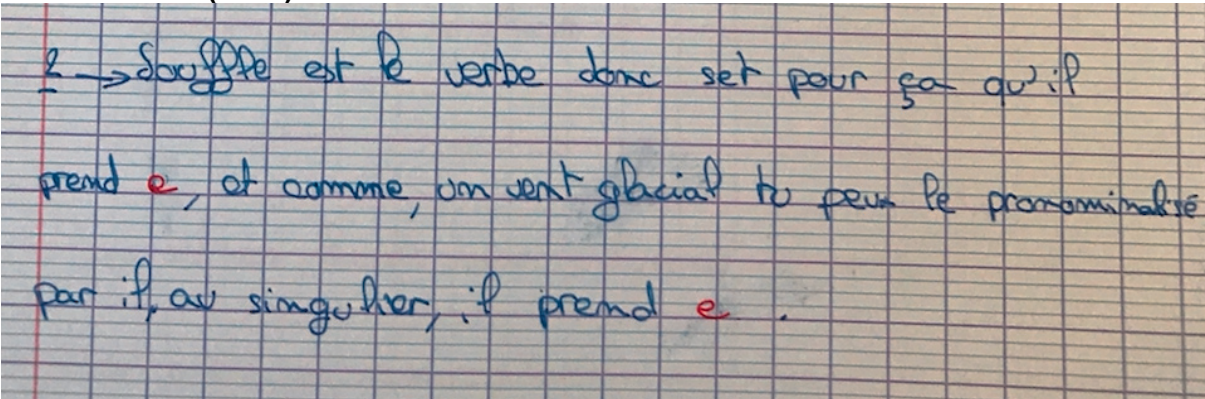 2 → Souffle est le verbe donc set pour ça qu'il
prend e, et comme, un vent glacial tu peux le pronominalisé
par il, au singulier, il prend e .